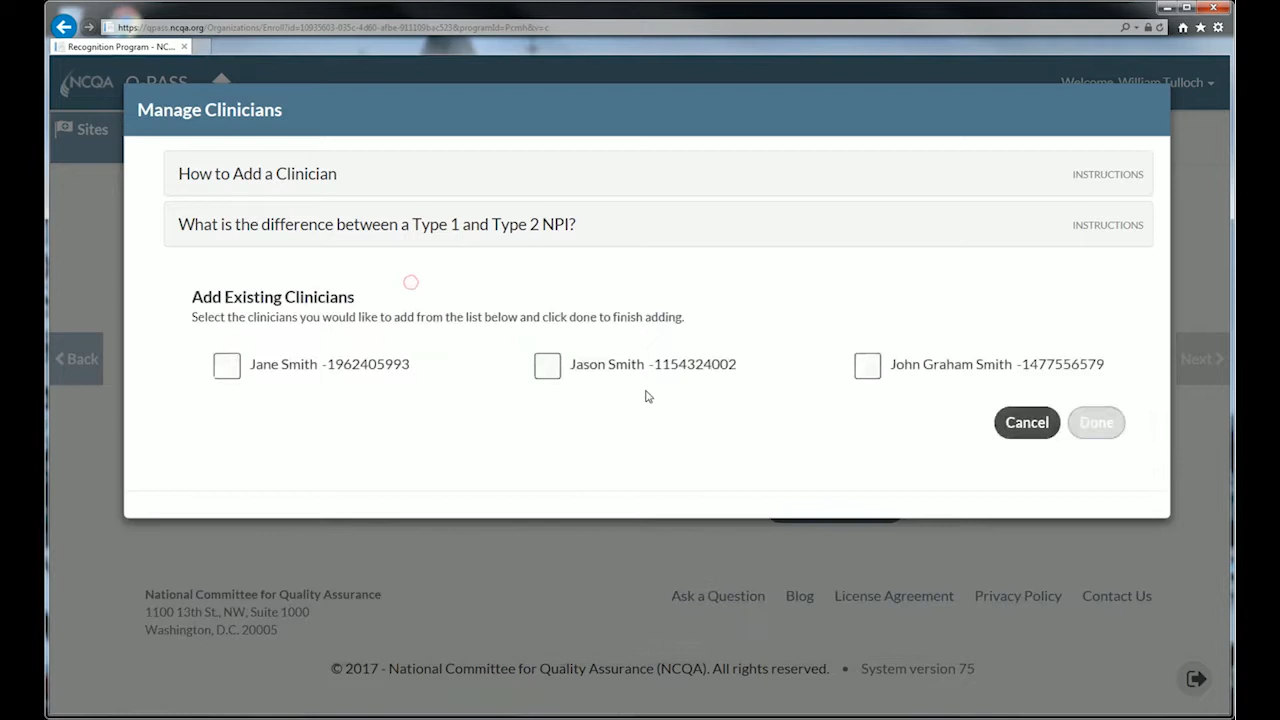 https://qpass.ncqa.org/Organizations/Enroll?id=10935603-035c-4d60-afbe-911109bac523&programId=Pcmh&v=c
Recognition Program - NC... ×
NCQA Q-PASS
Welcome, William Tulloch
Sites
Manage Clinicians
How to Add a Clinician INSTRUCTIONS
What is the difference between a Type 1 and Type 2 NPI? INSTRUCTIONS
Add Existing Clinicians
Select the clinicians you would like to add from the list below and click done to finish adding.
Jane Smith -1962405993 Jason Smith -1154324002 John Graham Smith -1477556579
Back Next
Cancel Done
National Committee for Quality Assurance
1100 13th St., NW, Suite 1000
Washington, D.C. 20005
Ask a Question Blog License Agreement Privacy Policy Contact Us
© 2017 - National Committee for Quality Assurance (NCQA). All rights reserved. • System version 75